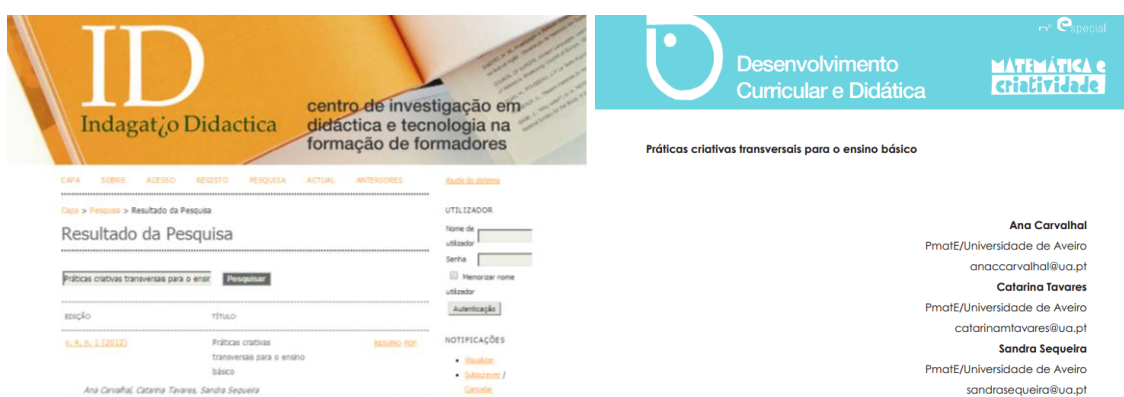 ID
Indagat¿o Didactica
centro de investigação em
didáctica e tecnologia na
formação de formadores
CAPA SOBRE ACESSO REGISTO PESQUISA ACTUAL ANTERIORES
Capa > Pesquisa > Resultado da Pesquisa
Resultado da Pesquisa
Práticas criativas transversais para o ensir Pesquisar
EDIÇÃO TÍTULO
v. 4, n. 1 (2012) Práticas criativas RESUMO PDF
transversais para o ensino
básico
Ana Carvalhal, Catarina Tavares, Sandra Sequeira
Ajuda do sistema
UTILIZADOR
Nome de
utilizador
Senha
Memorizar nome
utilizador
Autenticação
NOTIFICAÇÕES
Visualizar
Subscrever /
Cancelar
nº especial
Desenvolvimento
Curricular e Didática
MATEMÁTICA e
criatividade
Práticas criativas transversais para o ensino básico
Ana Carvalhal
PmatE/Universidade de Aveiro
anaccarvalhal@ua.pt
Catarina Tavares
PmatE/Universidade de Aveiro
catarinamtavares@ua.pt
Sandra Sequeira
PmatE/Universidade de Aveiro
sandrasequeira@ua.pt